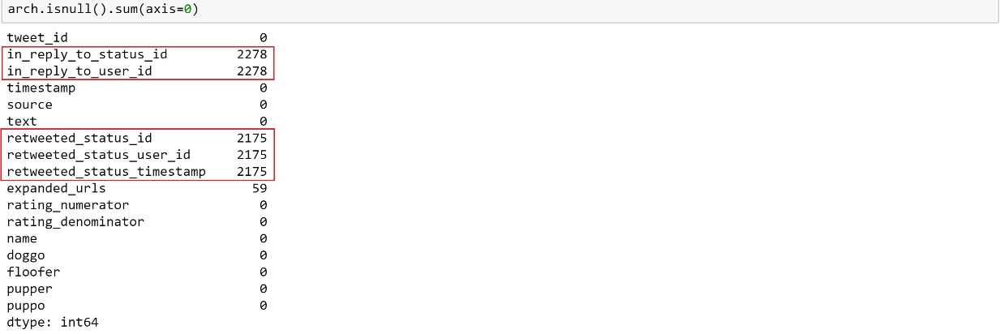 arch.isnull().sum(axis=0)
tweet_id 0
in_reply_to_status_id 2278
in_reply_to_user_id 2278
timestamp 0
source 0
text 0
retweeted_status_id 2175
retweeted_status_user_id 2175
retweeted_status_timestamp 2175
expanded_urls 59
rating_numerator 0
rating_denominator 0
name 0
doggo 0
floofer 0
pupper 0
puppo 0
dtype: int64